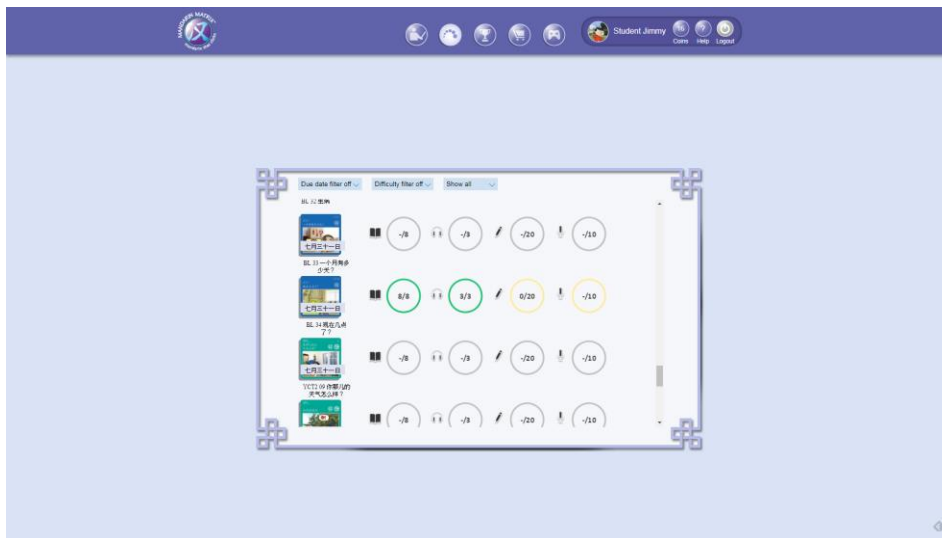 MANDARIN MATRIX
Student Jimmy
Coins Help Logout
Due date filter off Difficulty filter off Show all
BL 32 生病
-/8 -/3 -/20 -/10
七月三十一日
BL 33 一个月有多
少天？
8/8 3/3 0/20 -/10
七月三十一日
BL 34 现在几点
了？
-/8 -/3 -/20 -/10
七月三十一日
YCT2 09 你那儿的
天气怎么样？
-/8 -/3 -/20 -/10